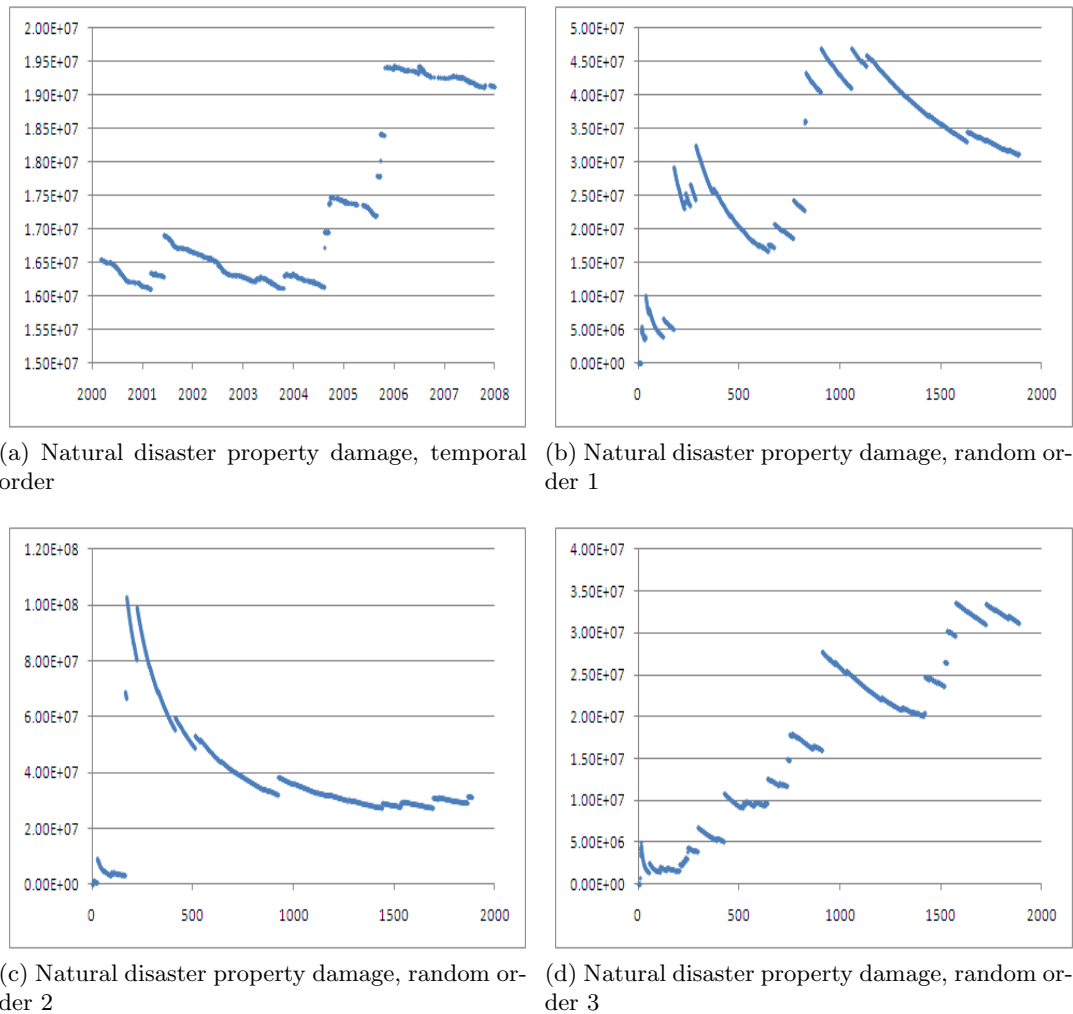 2.00E+07
1.95E+07
1.90E+07
1.85E+07
1.80E+07
1.75E+07
1.70E+07
1.65E+07
1.60E+07
1.55E+07
1.50E+07
2000 2001 2002 2003 2004 2005 2006 2007 2008
(a) Natural disaster property damage, temporal
order
5.00E+07
4.50E+07
4.00E+07
3.50E+07
3.00E+07
2.50E+07
2.00E+07
1.50E+07
1.00E+07
5.00E+06
0.00E+00
0 500 1000 1500 2000
(b) Natural disaster property damage, random or-
der 1
1.20E+08
1.00E+08
8.00E+07
6.00E+07
4.00E+07
2.00E+07
0.00E+00
0 500 1000 1500 2000
(c) Natural disaster property damage, random or-
der 2
4.00E+07
3.50E+07
3.00E+07
2.50E+07
2.00E+07
1.50E+07
1.00E+07
5.00E+06
0.00E+00
0 500 1000 1500 2000
(d) Natural disaster property damage, random or-
der 3